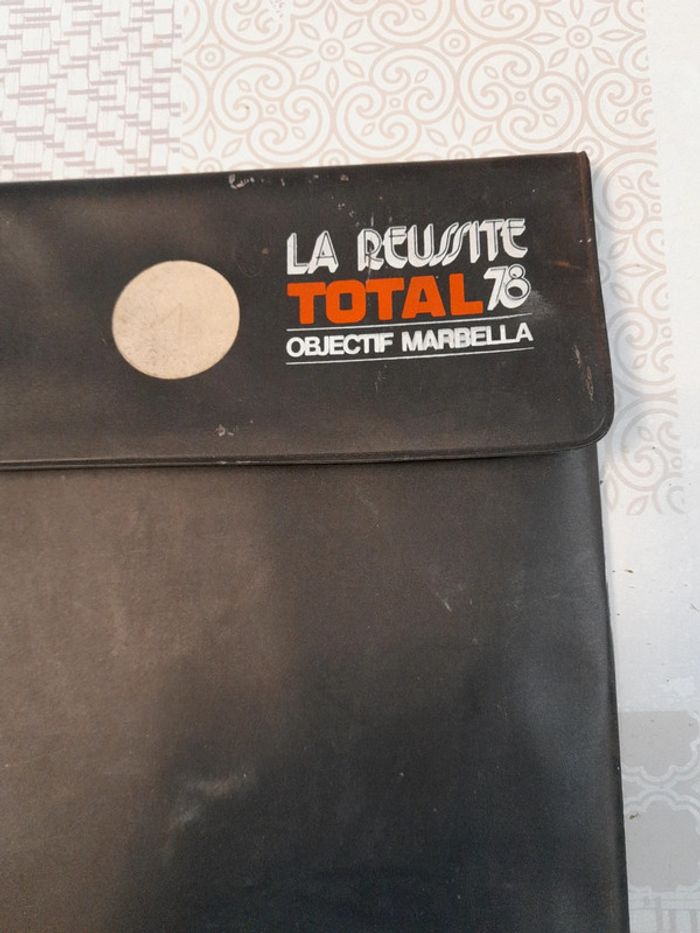 LA REUSSITE
TOTAL 78
OBJECTIF MARBELLA